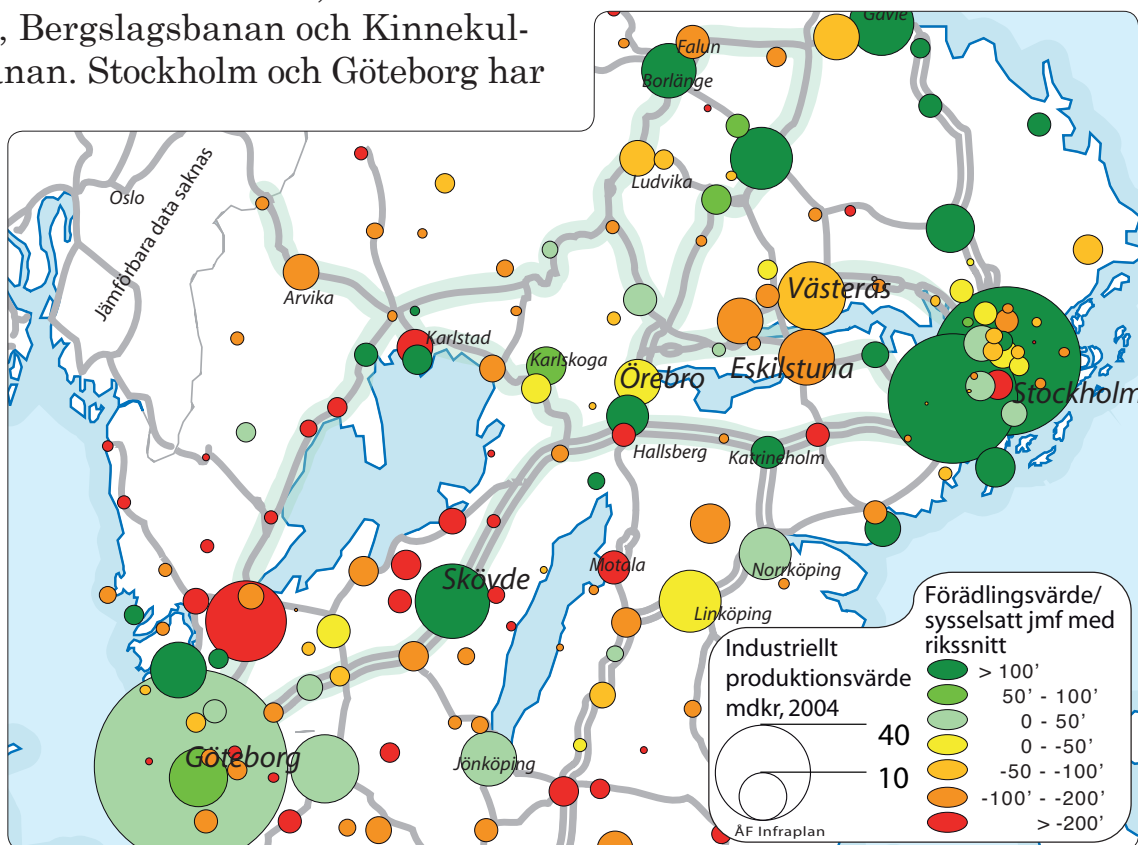 , Bergslagsbanan och Kinnekul-
anan. Stockholm och Göteborg har
Gävle
Falun
Borlänge
Oslo
Jämförbara data saknas
Ludvika
Arvika
Västerås
Karlstad
Karlskoga
Örebro
Eskilstuna
Stockholm
Hallsberg
Katrineholm
Skövde
Motala
Norrköping
Linköping
Göteborg
Jönköping
Industriellt
produktionsvärde
mdkr, 2004
40
10
ÅF Infraplan
Förädlingsvärde/
sysselsatt jmf med
rikssnitt
> 100'
50' - 100'
0 - 50'
0 - -50'
-50 - -100'
-100' - -200'
> -200'